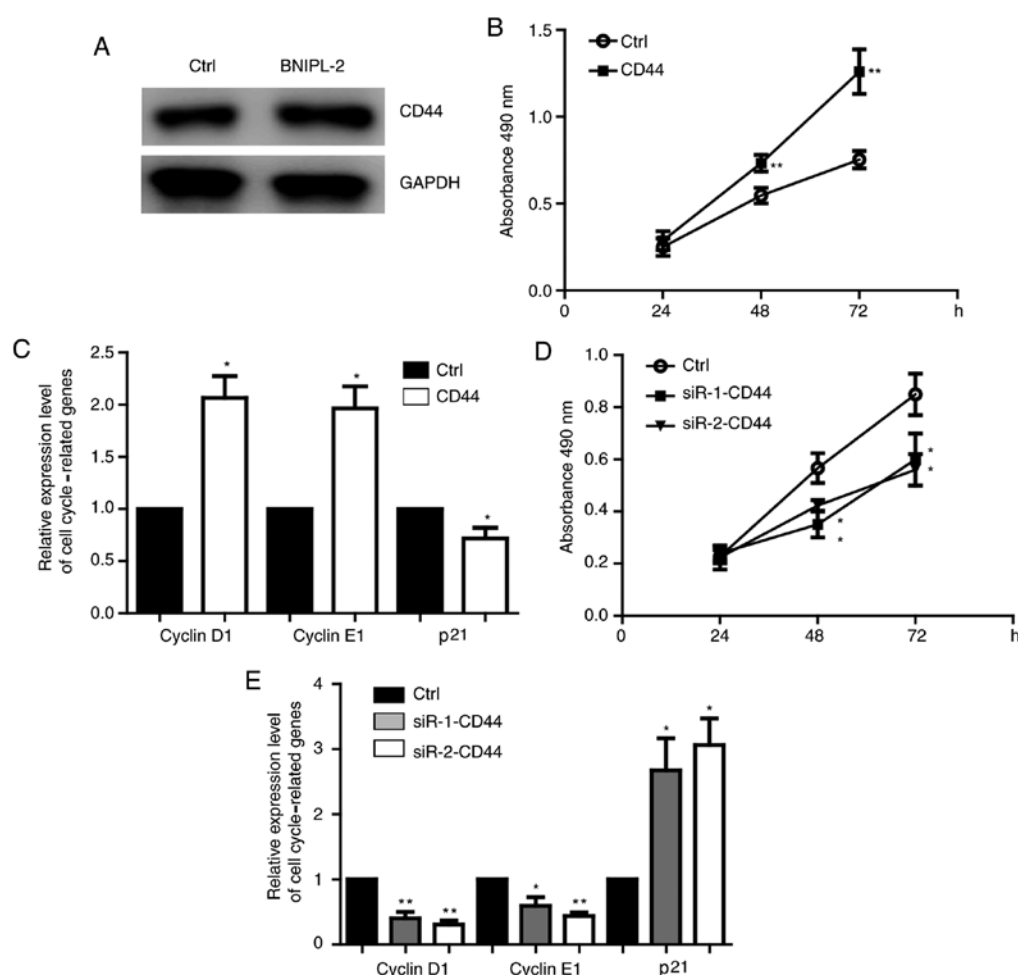 A
Ctrl BNIPL-2
CD44
GAPDH
B
Ctrl
CD44
Absorbance 490 nm
1.5
1.0
0.5
0.0
**
**
0 24 48 72 h
C
Ctrl
CD44
Relative expression level
of cell cycle-related genes
2.5
2.0
1.5
1.0
0.5
0.0
*
*
*
Cyclin D1 Cyclin E1 p21
D
Ctrl
siR-1-CD44
siR-2-CD44
Absorbance 490 nm
1.0
0.8
0.6
0.4
0.2
0.0
*
*
*
*
0 24 48 72 h
E
Ctrl
siR-1-CD44
siR-2-CD44
Relative expression level
of cell cycle-related genes
4
3
2
1
0
** **
* **
* *
Cyclin D1 Cyclin E1 p21